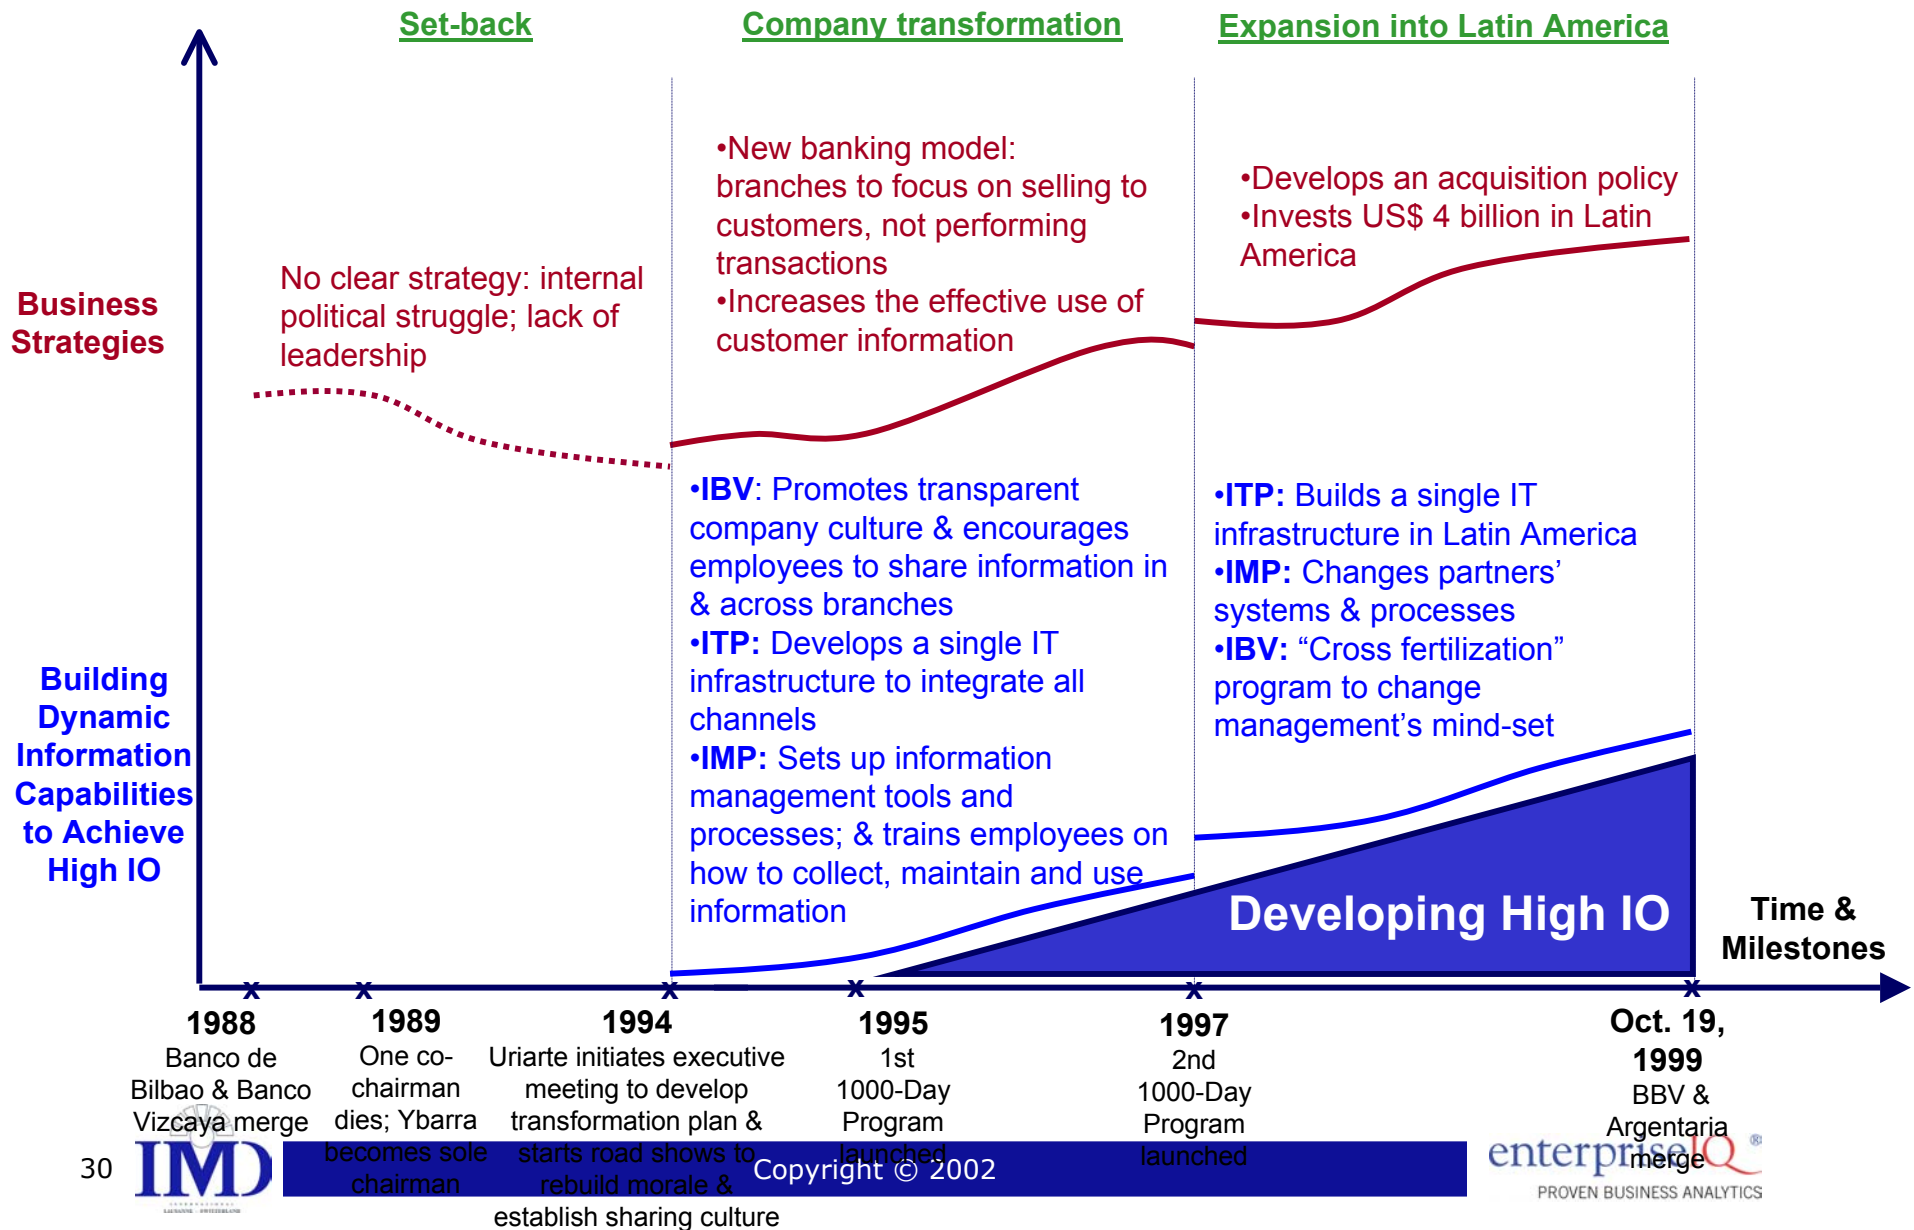 Set-back
Company transformation
Expansion into Latin America
Business
Strategies
No clear strategy: internal
political struggle; lack of
leadership
•New banking model:
branches to focus on selling to
customers, not performing
transactions
•Increases the effective use of
customer information
•Develops an acquisition policy
•Invests US$ 4 billion in Latin
America
Building
Dynamic
Information
Capabilities
to Achieve
High IO
•IBV: Promotes transparent
company culture & encourages
employees to share information in
& across branches
•ITP: Develops a single IT
infrastructure to integrate all
channels
•IMP: Sets up information
management tools and
processes; & trains employees on
how to collect, maintain and use
information
•ITP: Builds a single IT
infrastructure in Latin America
•IMP: Changes partners’
systems & processes
•IBV: “Cross fertilization”
program to change
management’s mind-set
Developing High IO
Time &
Milestones
x x x x x x
1988
Banco de
Bilbao & Banco
Vizcaya merge
1989
One co-
chairman
dies; Ybarra
becomes sole
chairman
1994
Uriarte initiates executive
meeting to develop
transformation plan &
starts road shows to
rebuild morale &
establish sharing culture
1995
1st
1000-Day
Program
launched
1997
2nd
1000-Day
Program
launched
Oct. 19,
1999
BBV &
Argentaria
merge
30
IMD
INTERNATIONAL
LAUSANNE - SWITZERLAND
Copyright © 2002
enterpriseIQ ®
PROVEN BUSINESS ANALYTICS